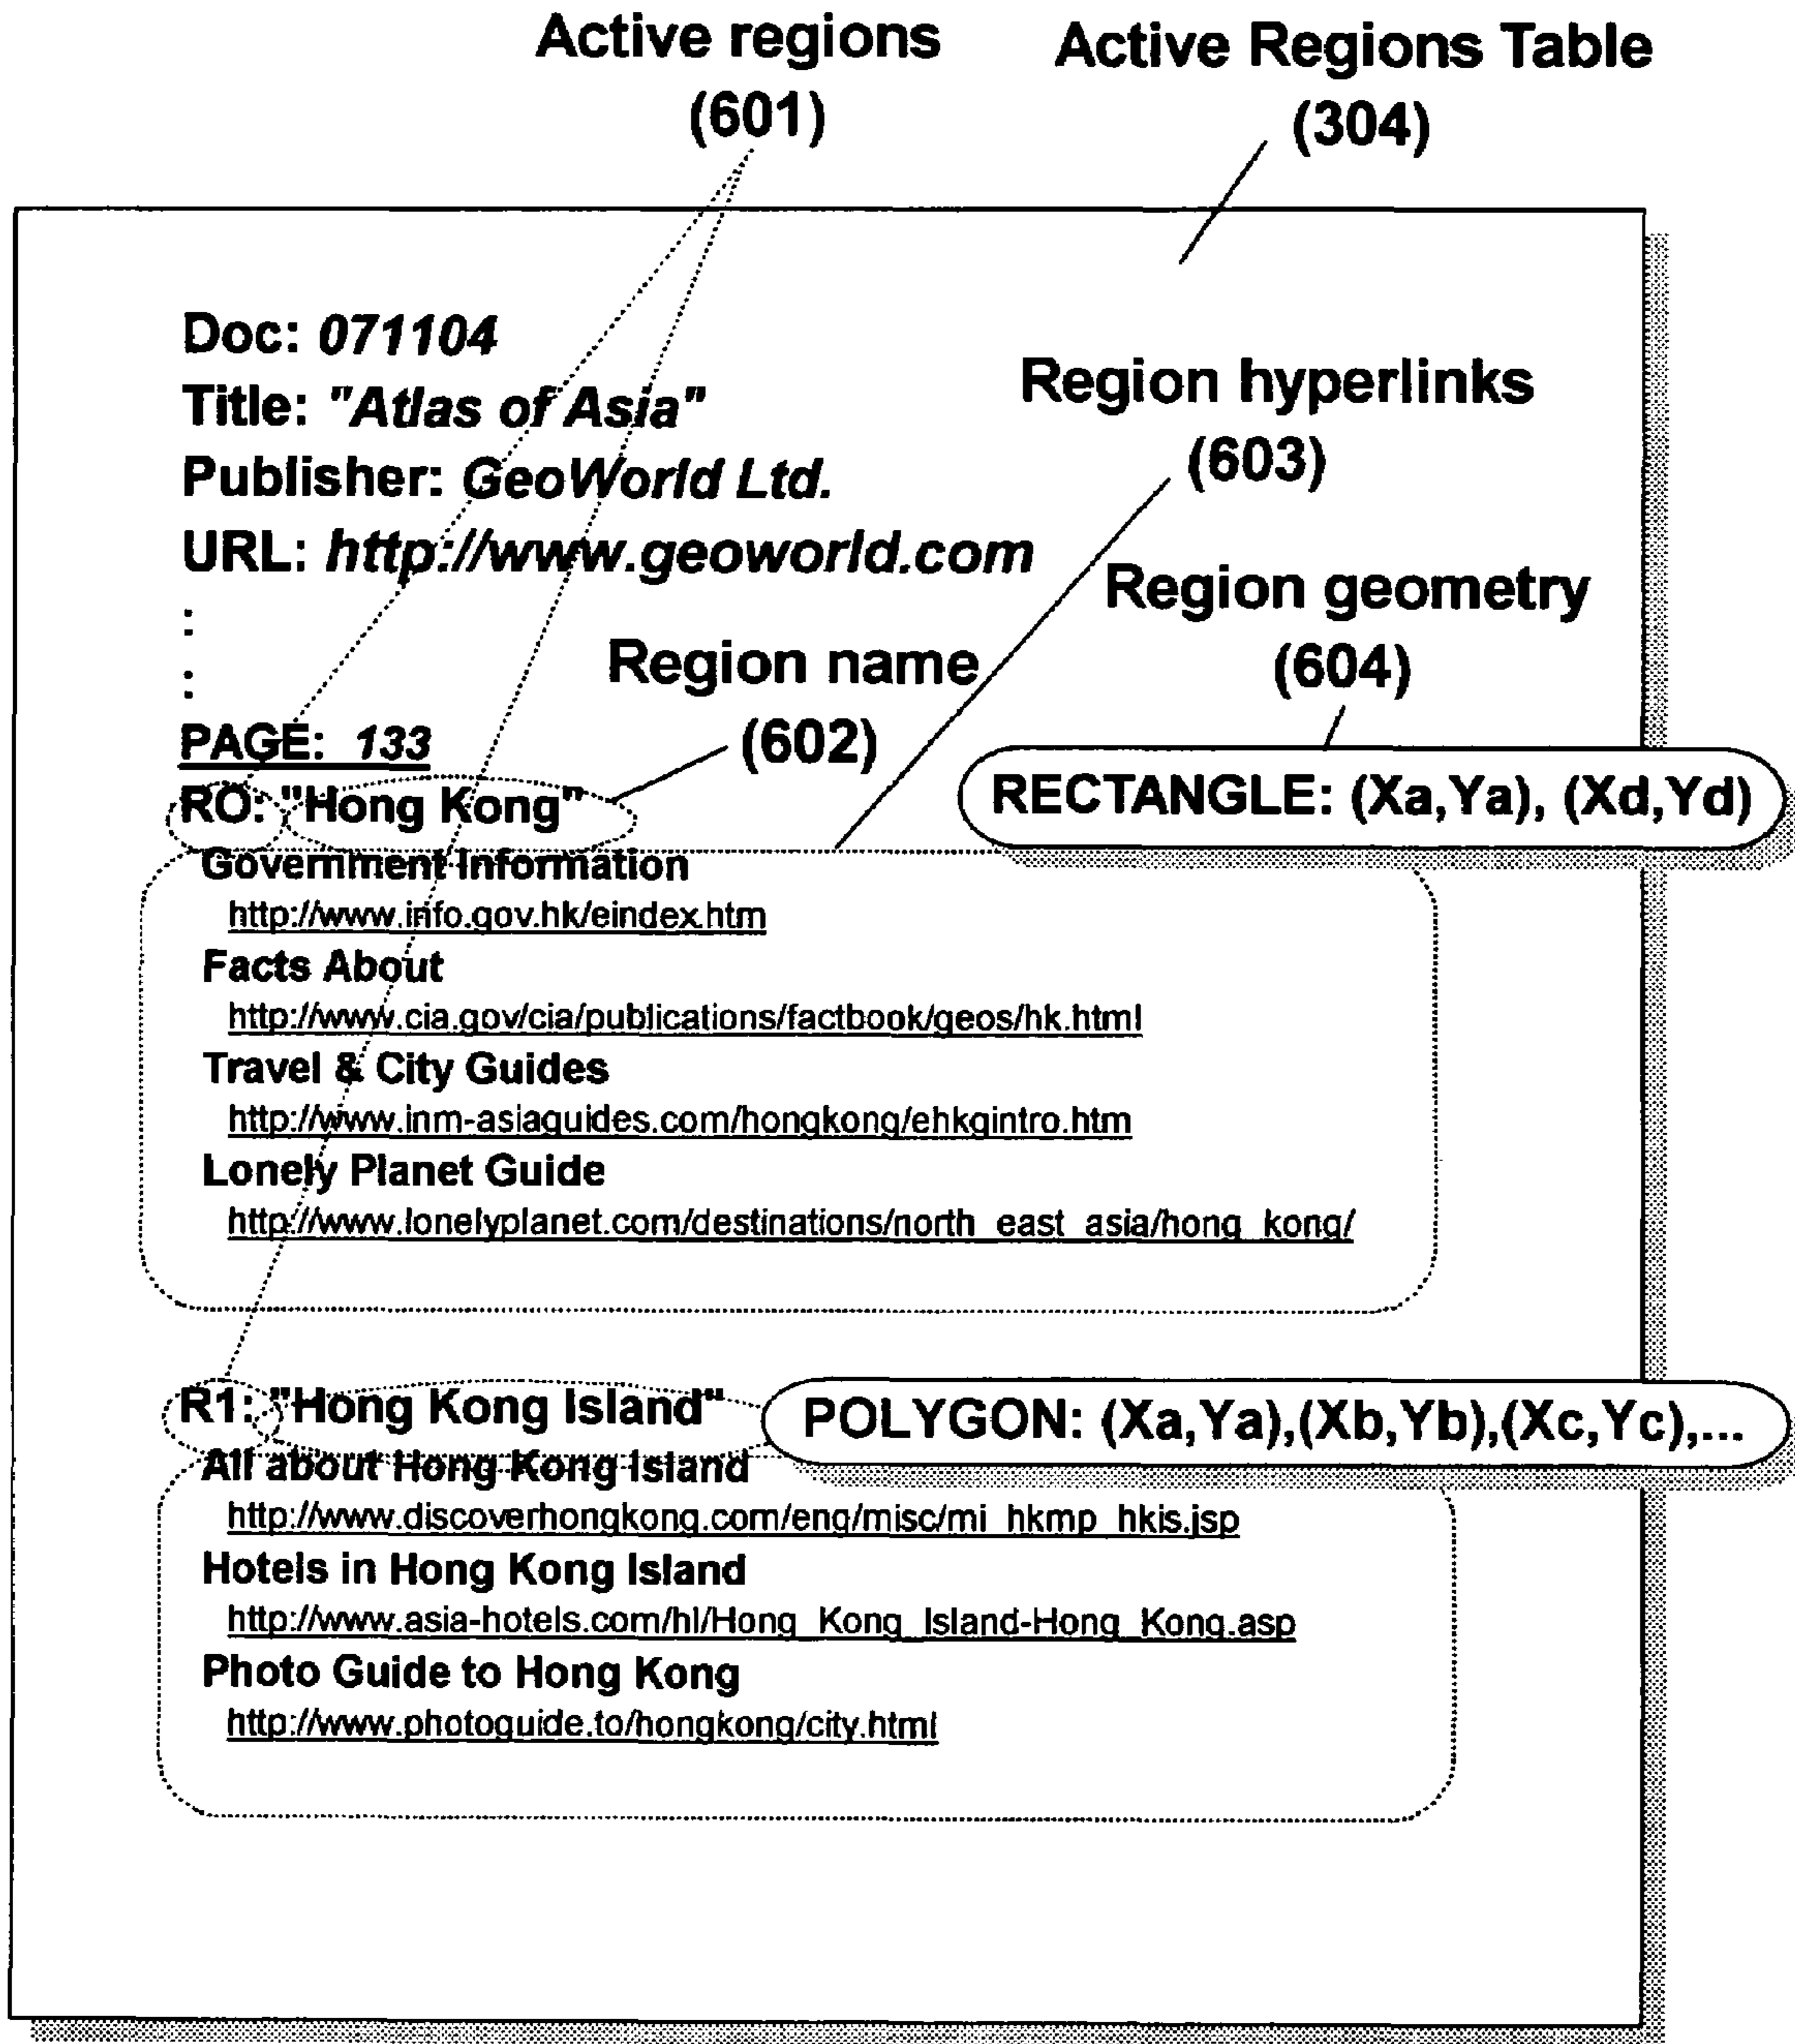 Active regions
(601)
Active Regions Table
(304)
Doc: 071104
Title: "Atlas of Asia"
Publisher: GeoWorld Ltd.
URL: http://www.geoworld.com
:
:
Region hyperlinks
(603)
Region geometry
(604)
Region name
(602)
PAGE: 133
RO: "Hong Kong"
RECTANGLE: (Xa,Ya), (Xd,Yd)
Government Information
http://www.info.gov.hk/eindex.htm
Facts About
http://www.cia.gov/cia/publications/factbook/geos/hk.html
Travel & City Guides
http://www.inm-asiaguides.com/hongkong/ehkgintro.htm
Lonely Planet Guide
http://www.lonelyplanet.com/destinations/north_east_asia/hong_kong/
R1: "Hong Kong Island"
POLYGON: (Xa,Ya),(Xb,Yb),(Xc,Yc),...
All about Hong Kong Island
http://www.discoverhongkong.com/eng/misc/mi_hkmp_hkis.jsp
Hotels in Hong Kong Island
http://www.asia-hotels.com/hl/Hong_Kong_Island-Hong_Kong.asp
Photo Guide to Hong Kong
http://www.photoguide.to/hongkong/city.html